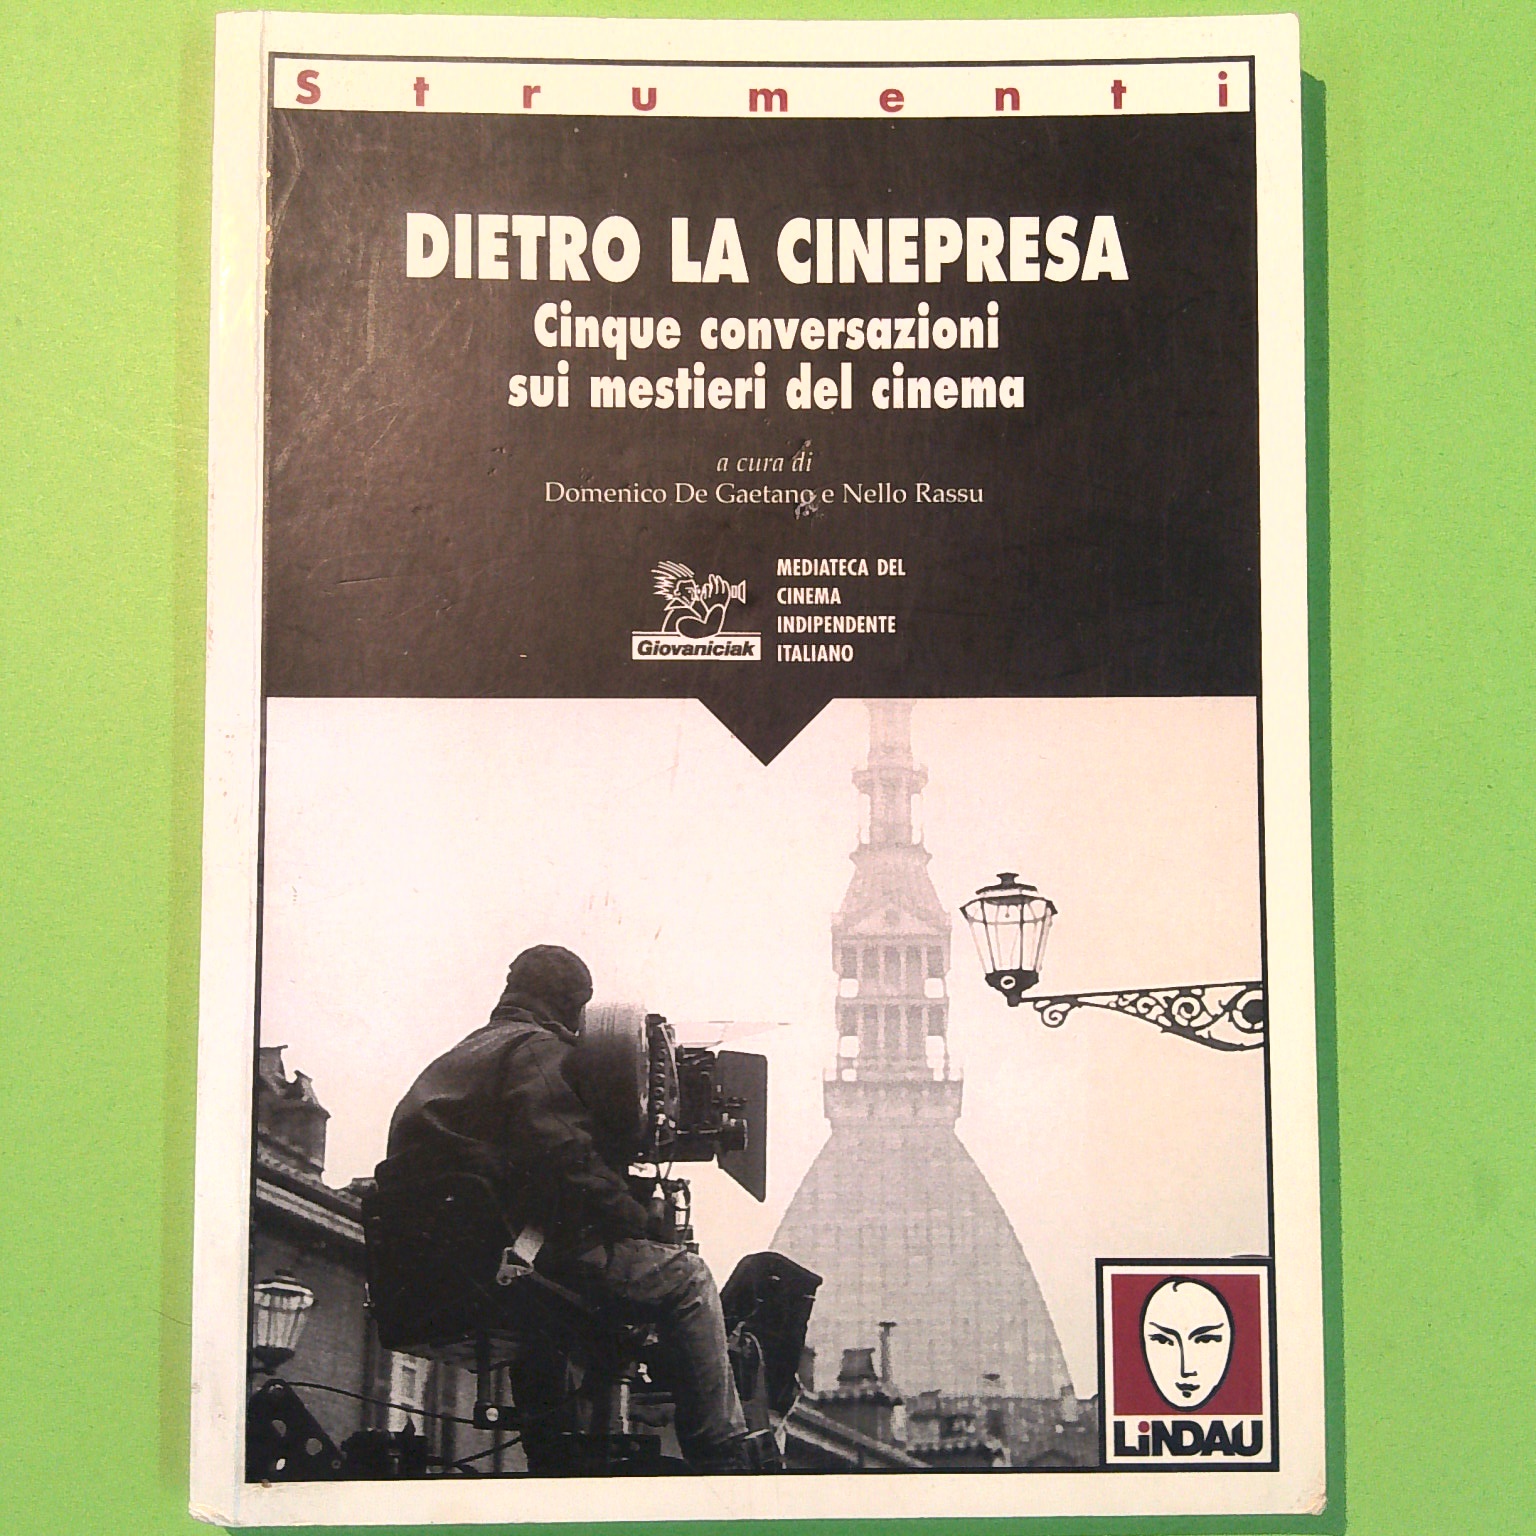 Strumenti
DIETRO LA CINEPRESA
Cinque conversazioni
sui mestieri del cinema
a cura di
Domenico De Gaetano e Nello Rassu
Giovaniciak
MEDIATECA DEL
CINEMA
INDIPENDENTE
ITALIANO
LiNDAU